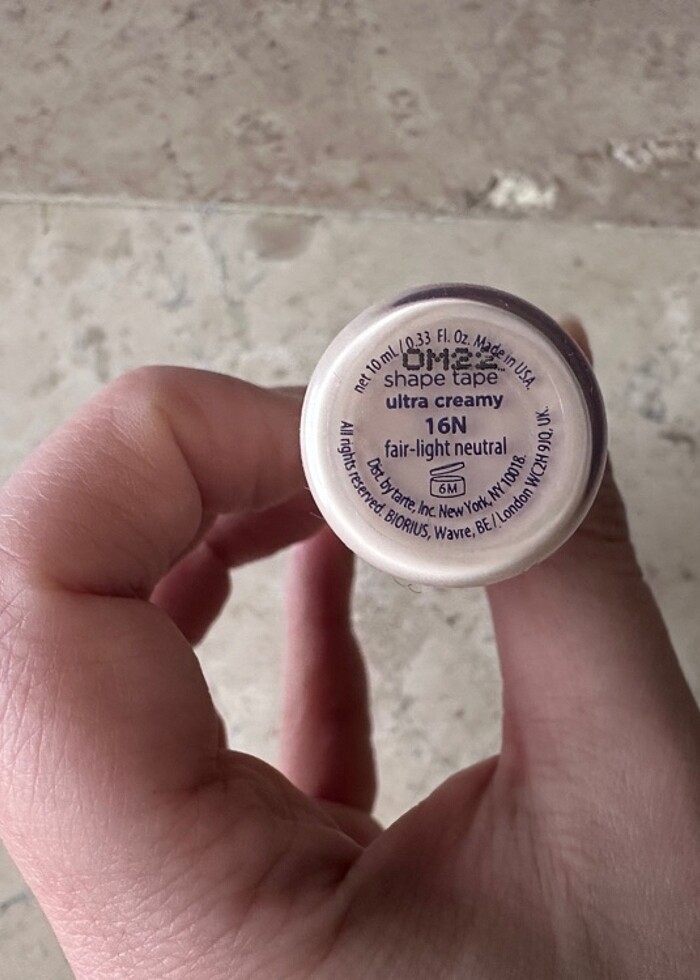 net 10 mL / 0.33 Fl. Oz. Made in USA.
0M22
shape tape
ultra creamy
16N
fair-light neutral
6M
Dist. by tarte, Inc. New York, NY 10018.
All rights reserved. BIORIUS, Wavre, BE / London WC2H 9JQ, UK.